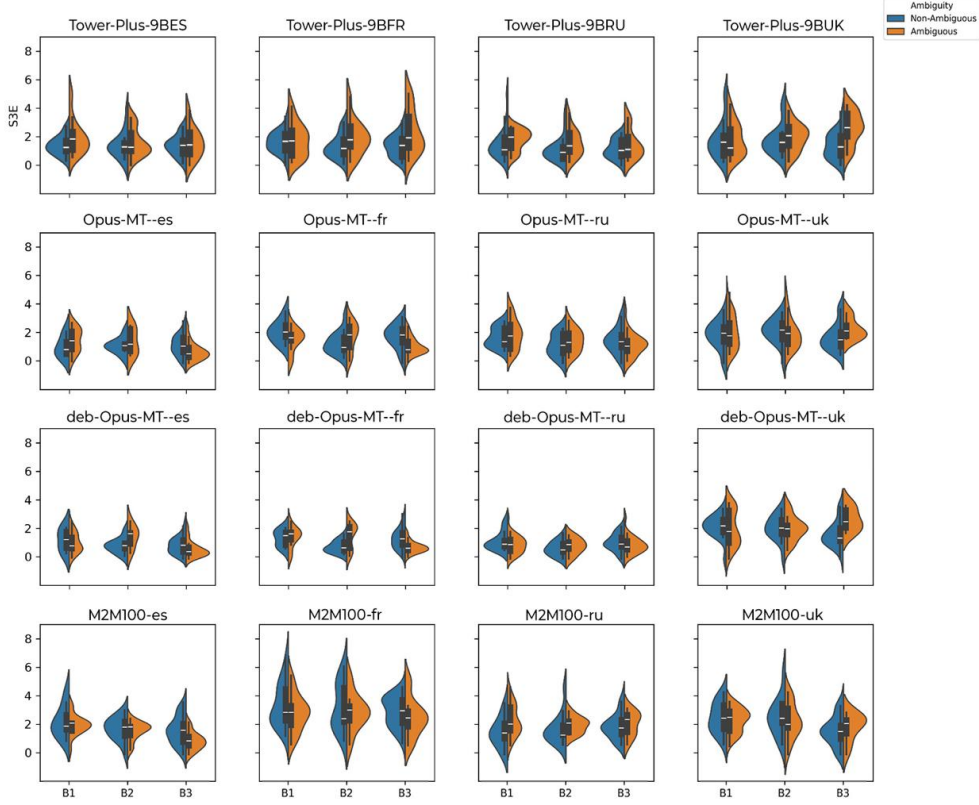 Ambiguity
Non-Ambiguous
Ambiguous
Tower-Plus-9BES Tower-Plus-9BFR Tower-Plus-9BRU Tower-Plus-9BUK
8
6
4
2
0
S3E
Opus-MT--es Opus-MT--fr Opus-MT--ru Opus-MT--uk
8
6
4
2
0
deb-Opus-MT--es deb-Opus-MT--fr deb-Opus-MT--ru deb-Opus-MT--uk
8
6
4
2
0
M2M100-es M2M100-fr M2M100-ru M2M100-uk
8
6
4
2
0
B1 B2 B3 B1 B2 B3 B1 B2 B3 B1 B2 B3